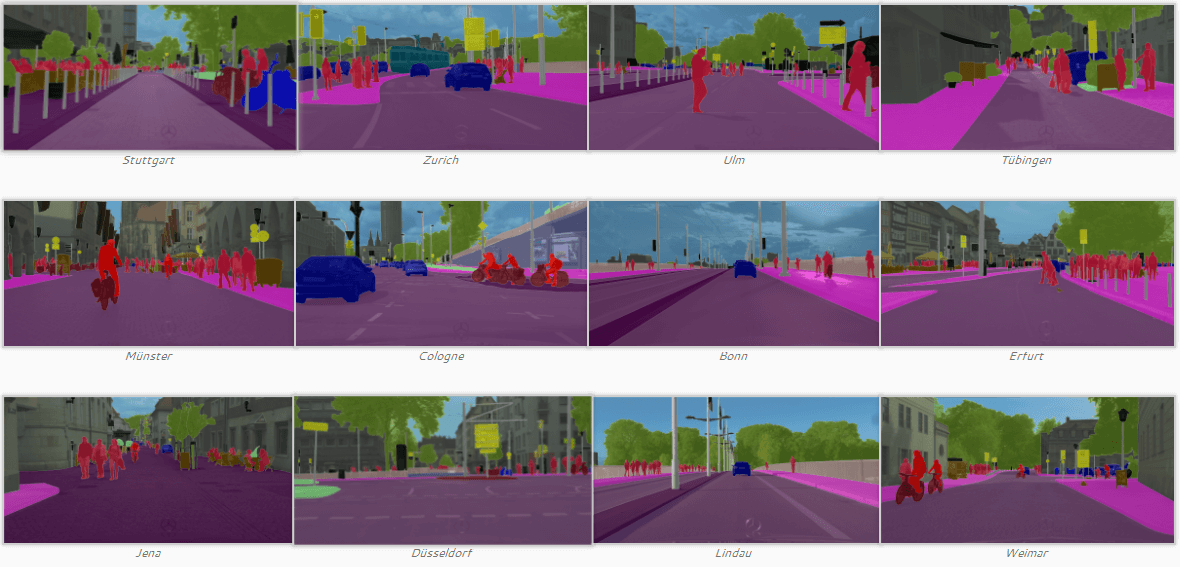 Stuttgart
Zurich
Ulm
Tübingen
Münster
Cologne
Bonn
Erfurt
Jena
Düsseldorf
Lindau
Weimar